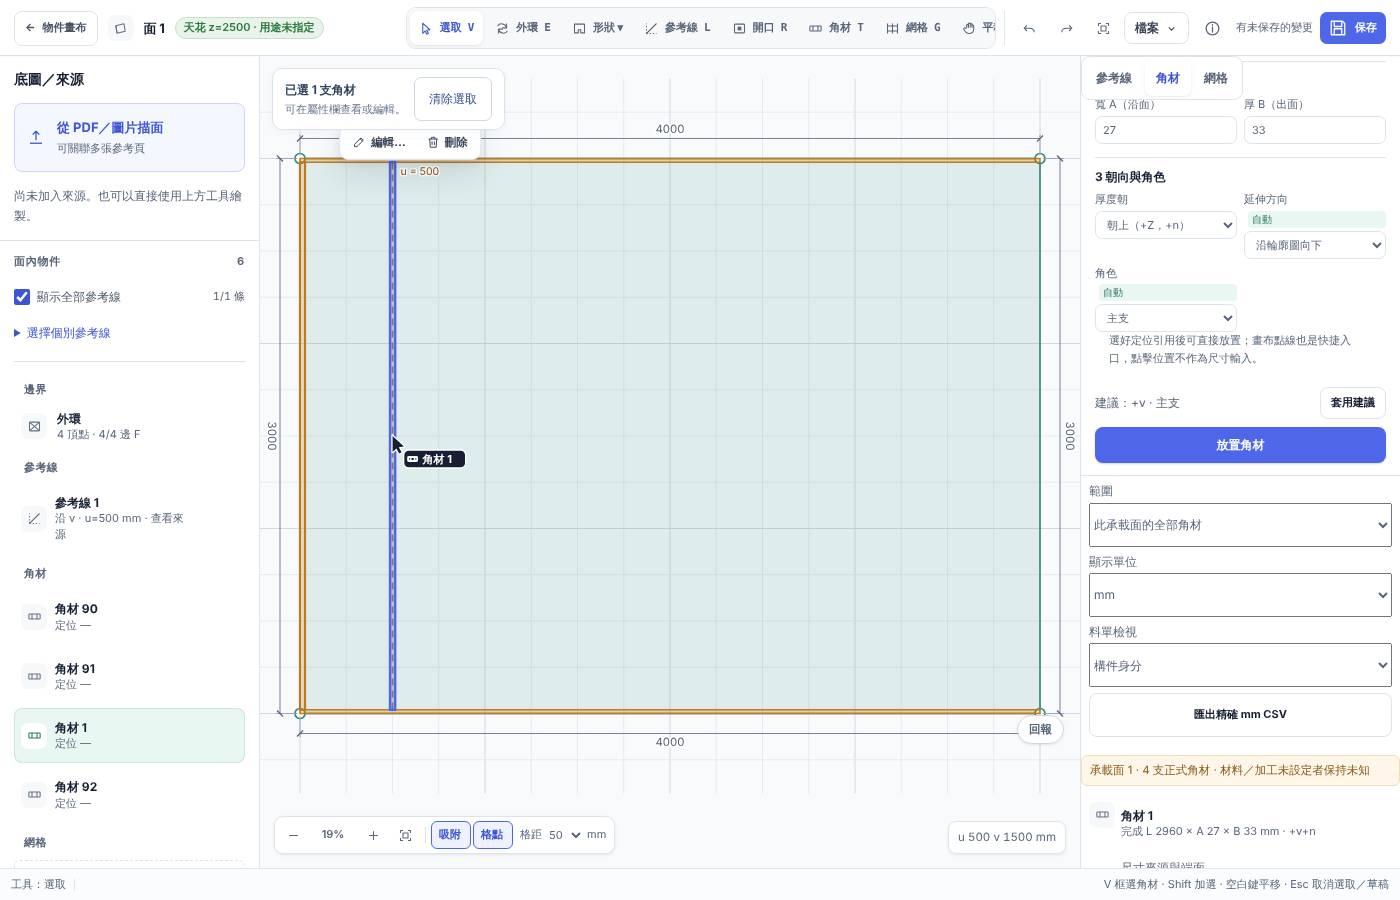 物件畫布
面 1
天花 z=2500 · 用途未指定
選取 V
外環 E
形狀▾
參考線 L
開口 R
角材 T
網格 G
檔案
有未保存的變更
保存
底圖／來源
從 PDF／圖片描面
可關聯多張參考頁
尚未加入來源。也可以直接使用上方工具繪
製。
面內物件
6
顯示全部參考線
1/1 條
選擇個別參考線
邊界
外環
4 頂點 · 4/4 邊 F
參考線
參考線 1
沿 v · u=500 mm · 查看來
源
角材
角材 90
定位 —
角材 91
定位 —
角材 1
定位 —
角材 92
定位 —
網格
已選 1 支角材
可在屬性欄查看或編輯。
清除選取
編輯…
刪除
4000
u = 500
3000
3000
角材 1
4000
回報
19%
吸附
格點
格距
50
mm
u 500 v 1500 mm
參考線
角材
網格
寬 A（沿面）
厚 B（出面）
27
33
3 朝向與角色
厚度朝
延伸方向
朝上（+Z，+n）
自動
沿輪廓圖向下
角色
自動
主支
選好定位引用後可直接放置；畫布點線也是快捷入
口，點擊位置不作為尺寸輸入。
建議：+v · 主支
套用建議
放置角材
範圍
此承載面的全部角材
顯示單位
mm
料單檢視
構件身分
匯出精確 mm CSV
承載面 1 · 4 支正式角材 · 材料／加工未設定者保持未知
角材 1
完成 L 2960 × A 27 × B 33 mm · +v+n
尺寸來源與端面
工具：選取
V 框選角材 · Shift 加選 · 空白鍵平移 · Esc 取消選取／草稿